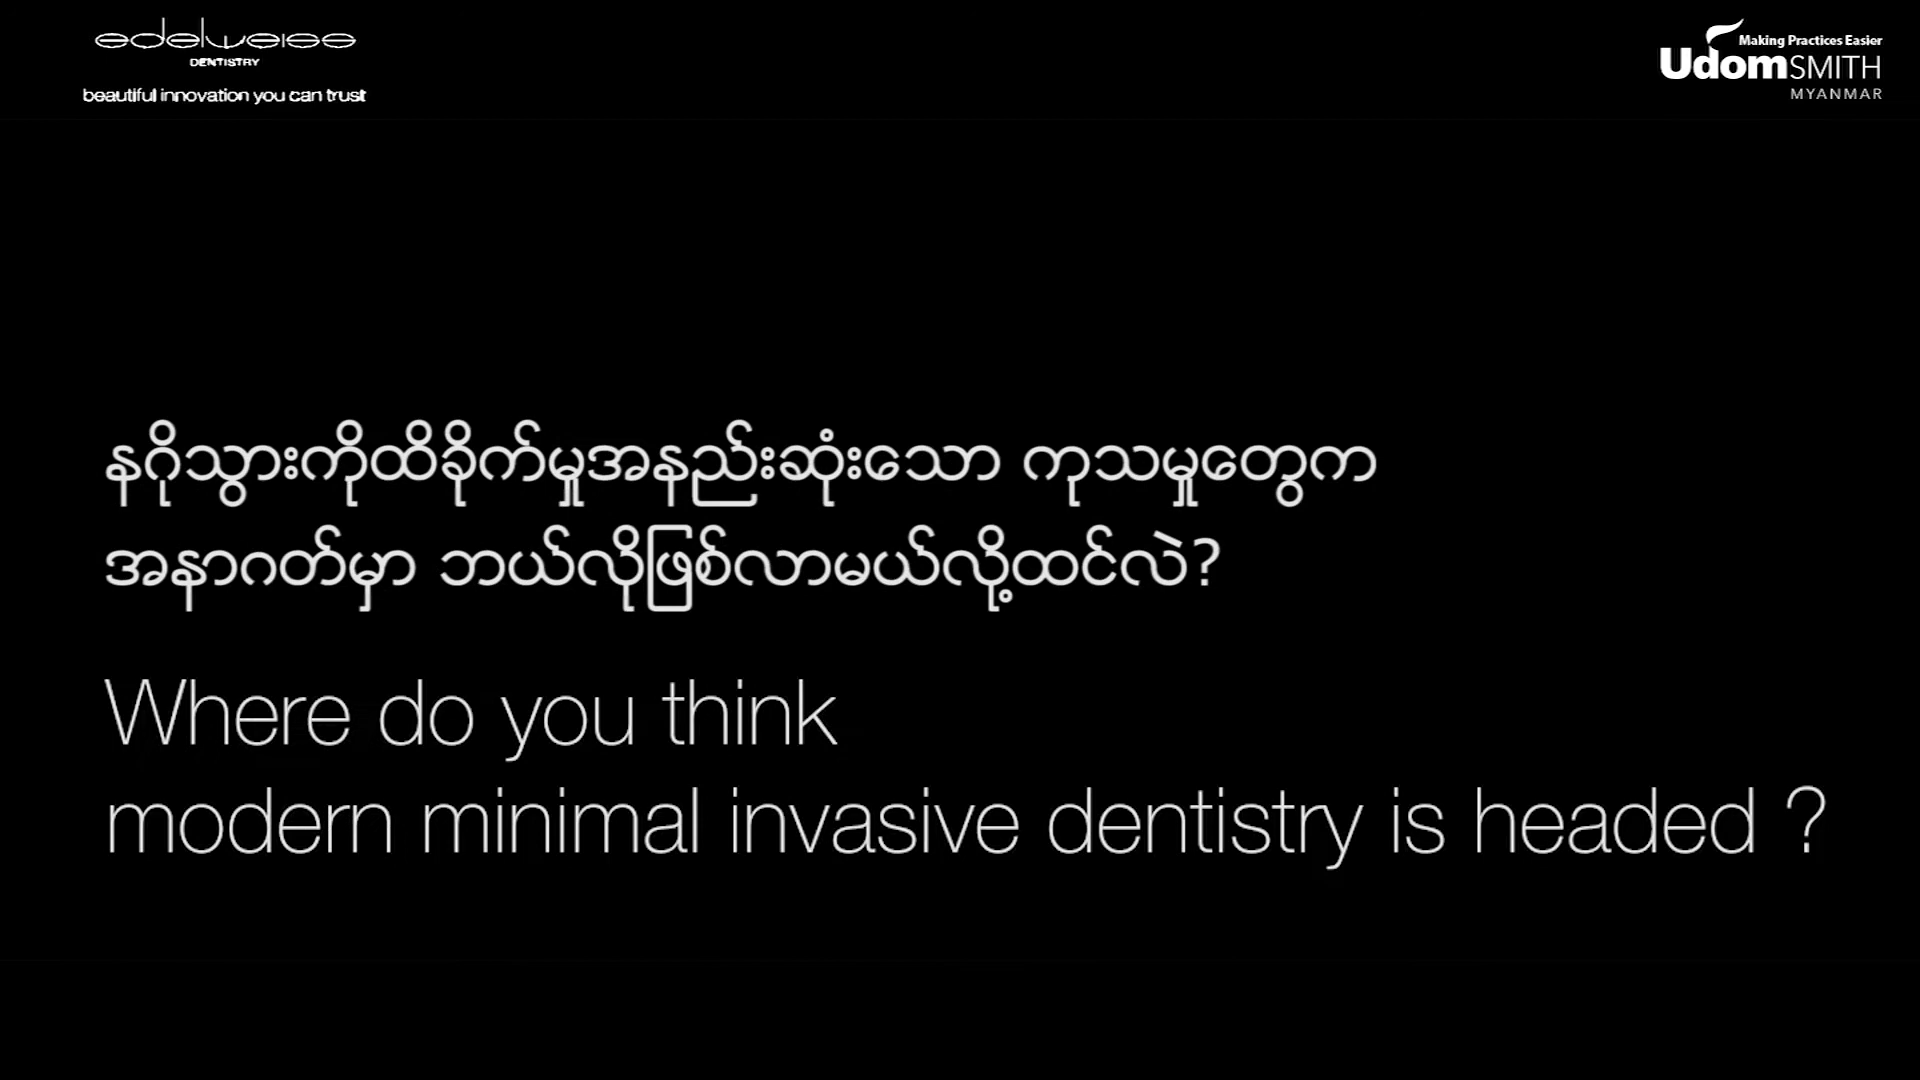 edelweiss
DENTISTRY
beautiful innovation you can trust
Making Practices Easier
UdomSMITH
MYANMAR
နဂိုသွားကိုထိခိုက်မှုအနည်းဆုံးသော ကုသမှုတွေက
အနာဂတ်မှာ ဘယ်လိုဖြစ်လာမယ်လို့ထင်လဲ?
Where do you think
modern minimal invasive dentistry is headed ?